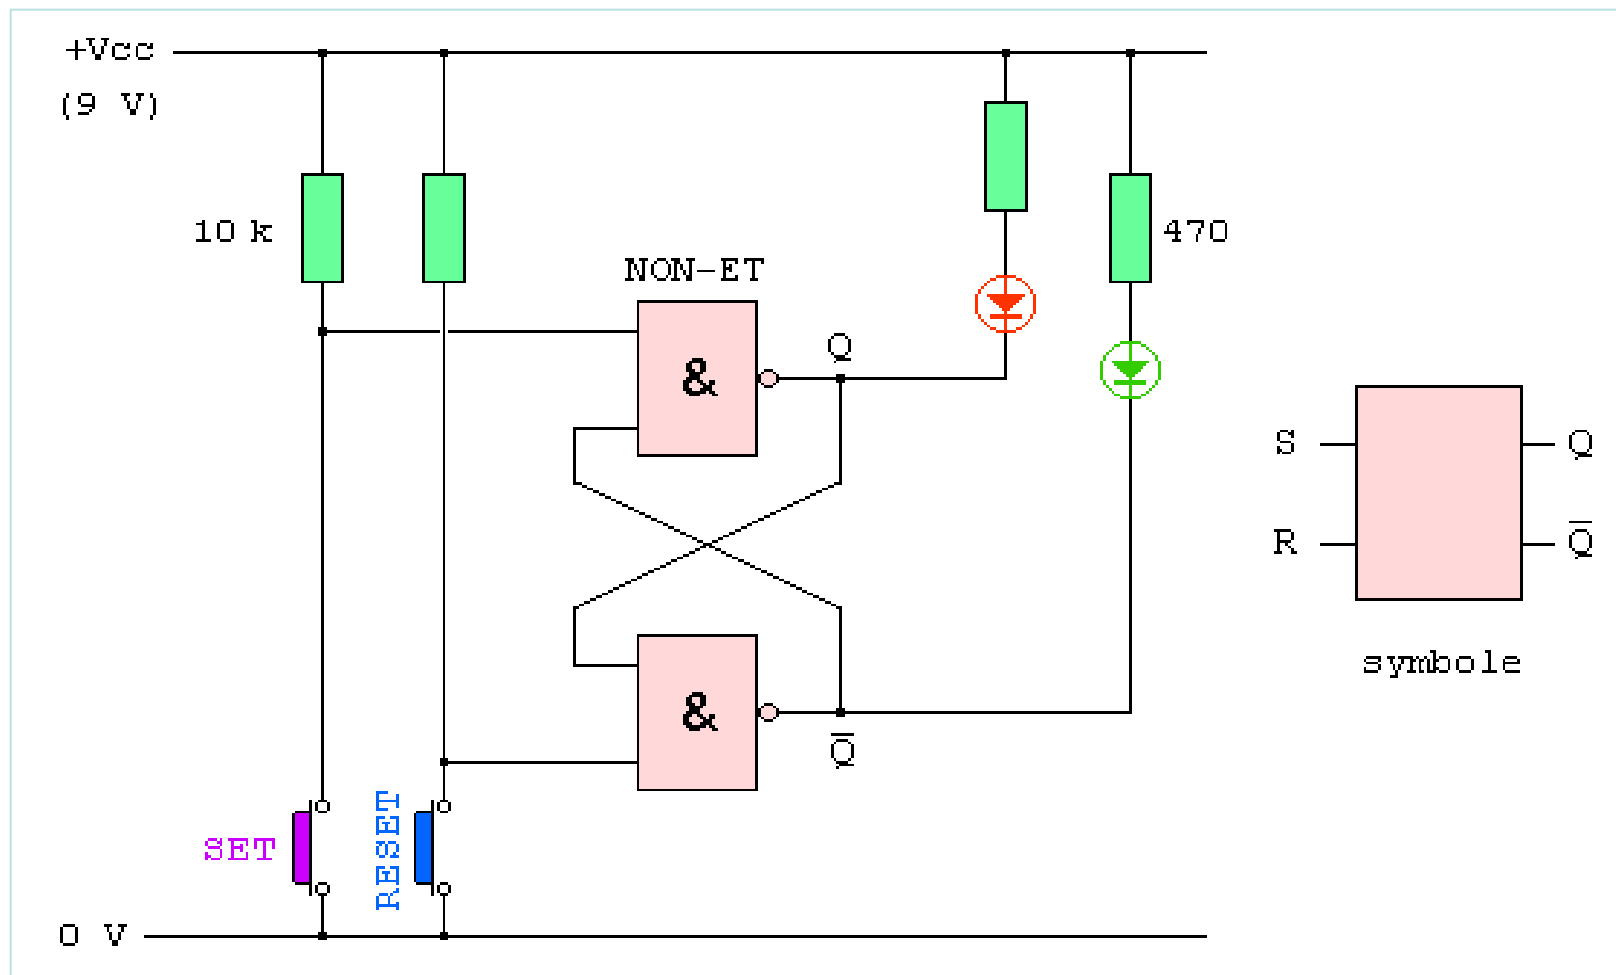 +Vcc
(9 V)
10 k
470
NON-ET
&
Q
&
Q̅
SET
RESET
0 V
S
Q
R
Q̅
symbole